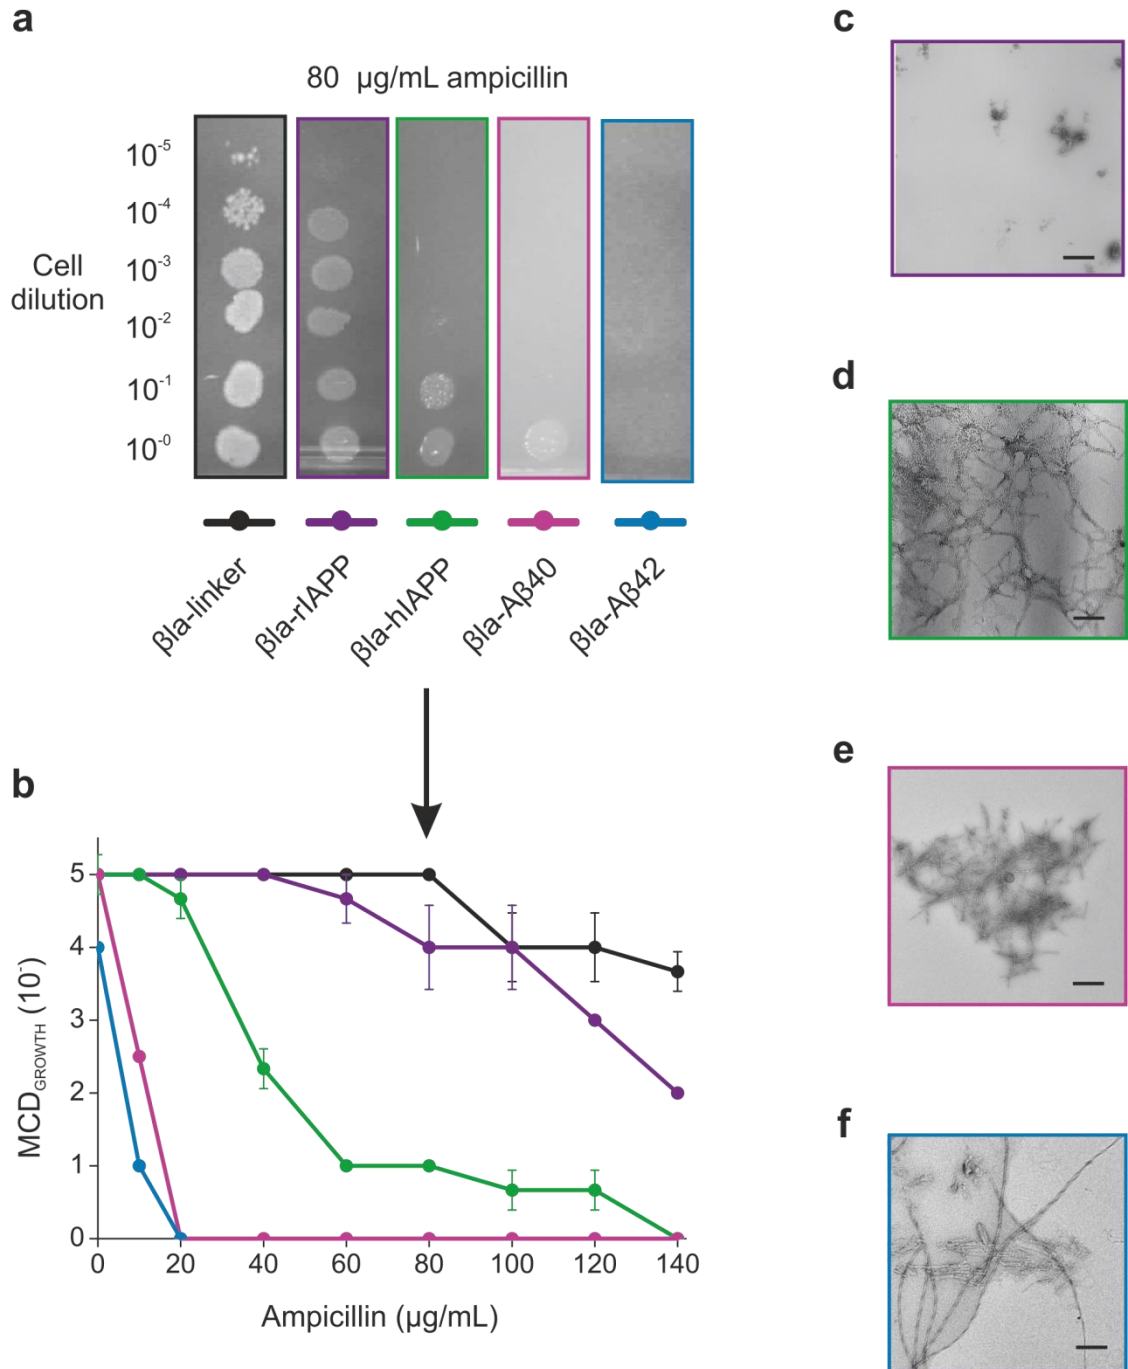 a
80 µg/mL ampicillin
Cell
dilution
10-5
10-4
10-3
10-2
10-1
10-0
βla-linker
βla-rIAPP
βla-hIAPP
βla-Aβ40
βla-Aβ42
b
MCDGROWTH (10-)
5
4
3
2
1
0
0 20 40 60 80 100 120 140
Ampicillin (µg/mL)
c
d
e
f